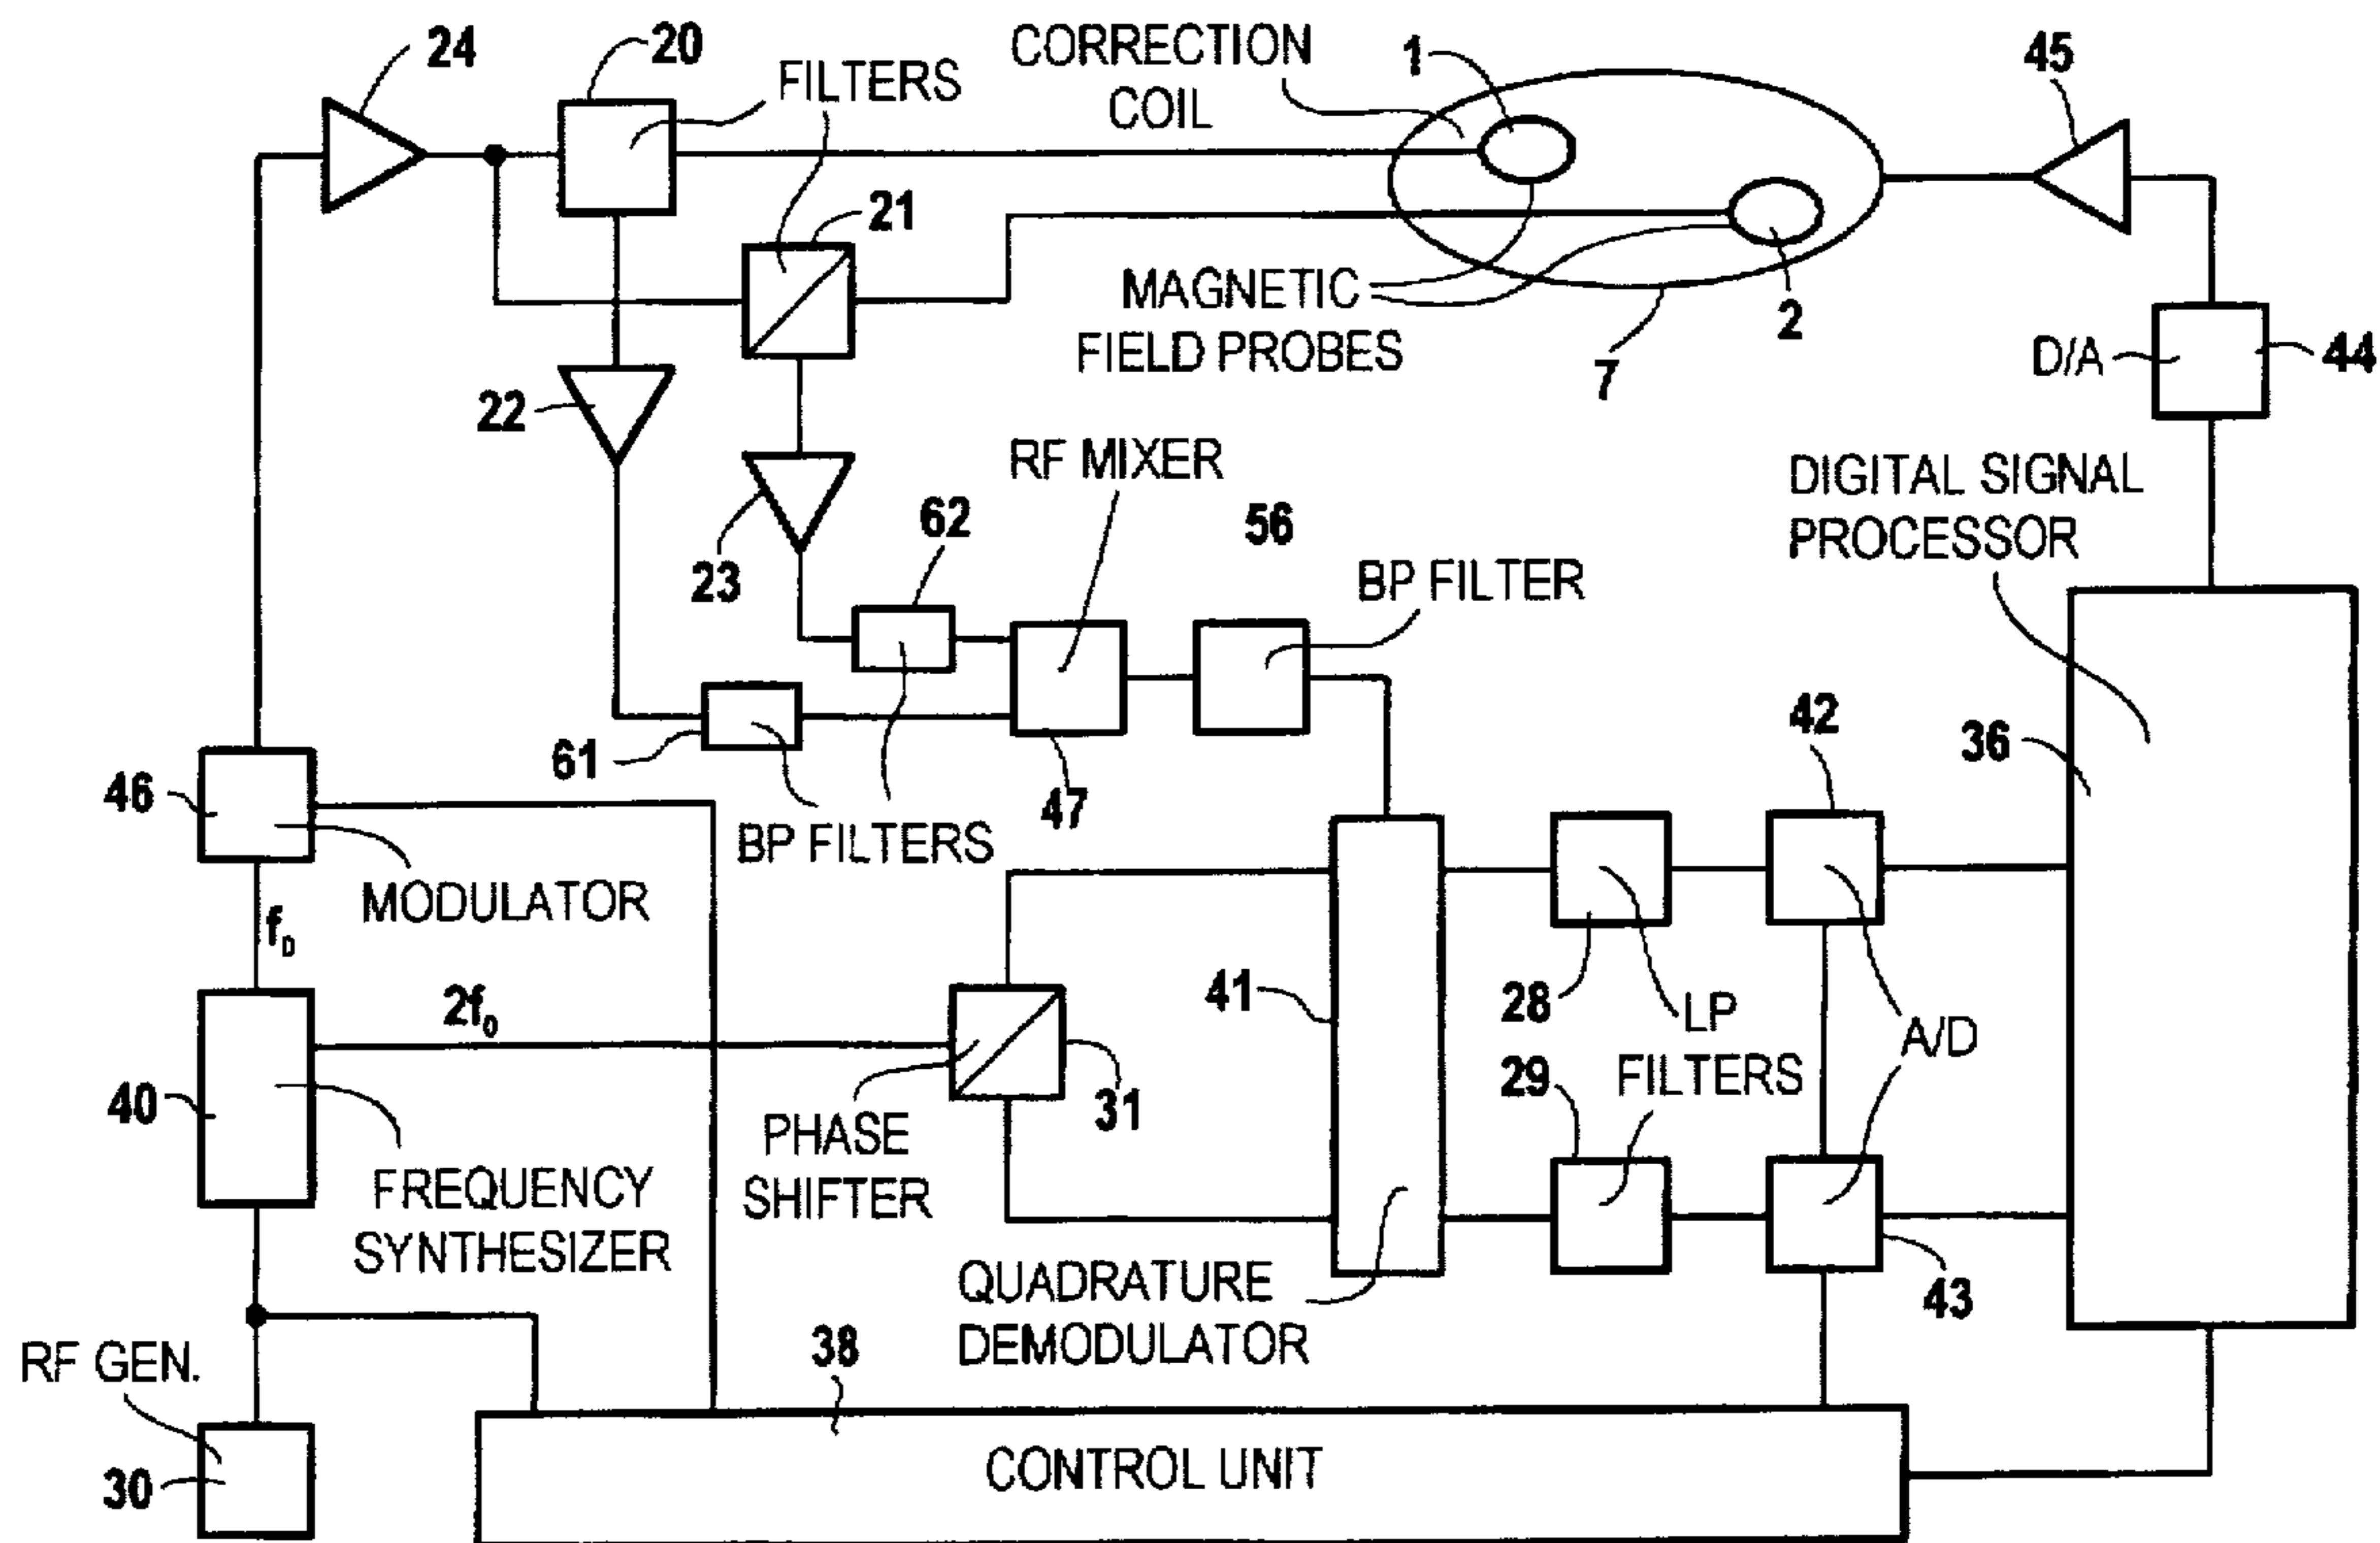 24
20
FILTERS
CORRECTION
COIL
1
45
21
MAGNETIC
FIELD PROBES
7
2
D/A
44
22
RF MIXER
DIGITAL SIGNAL
PROCESSOR
23
62
56
BP FILTER
61
47
42
36
46
BP FILTERS
MODULATOR
f₀
2f₀
41
28
LP
FILTERS
A/D
40
PHASE
SHIFTER
31
29
FREQUENCY
SYNTHESIZER
QUADRATURE
DEMODULATOR
43
RF GEN.
38
30
CONTROL UNIT